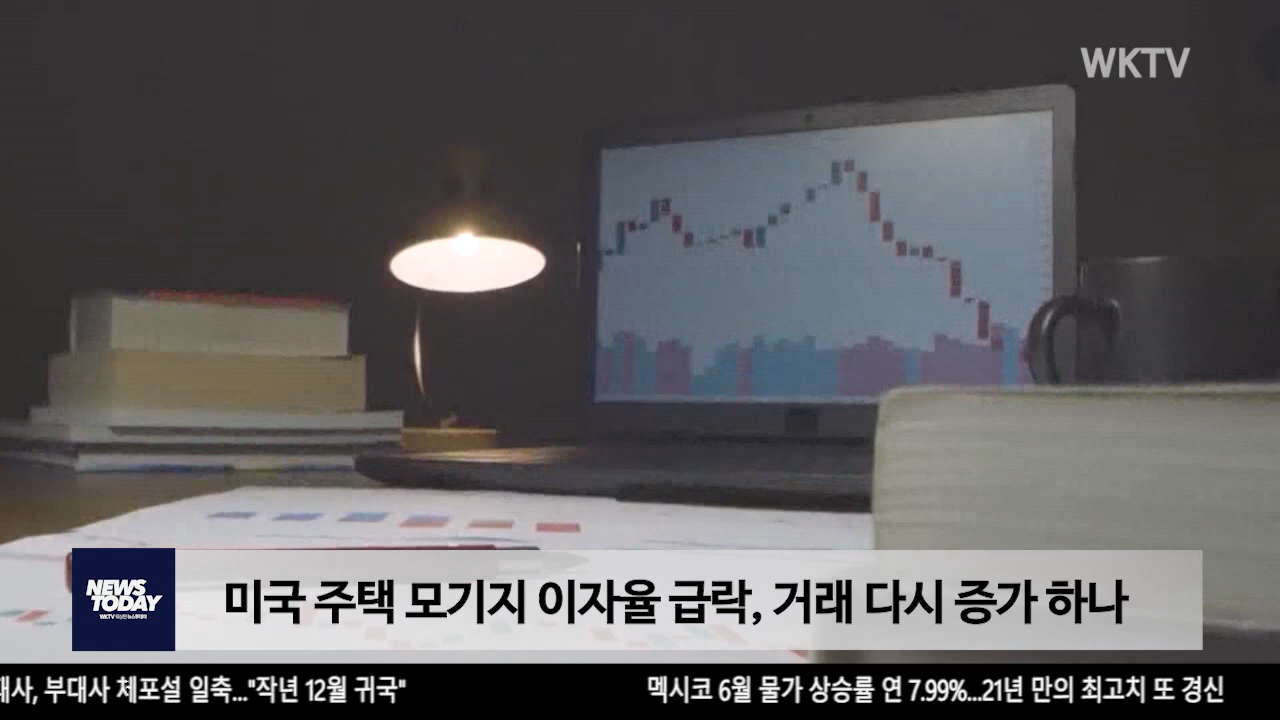 WKTV
NEWS
TODAY
미국 주택 모기지 이자율 급락, 거래 다시 증가 하나
대사, 부대사 체포설 일축..."작년 12월 귀국"
멕시코 6월 물가 상승률 연 7.99%...21년 만의 최고치 또 경신